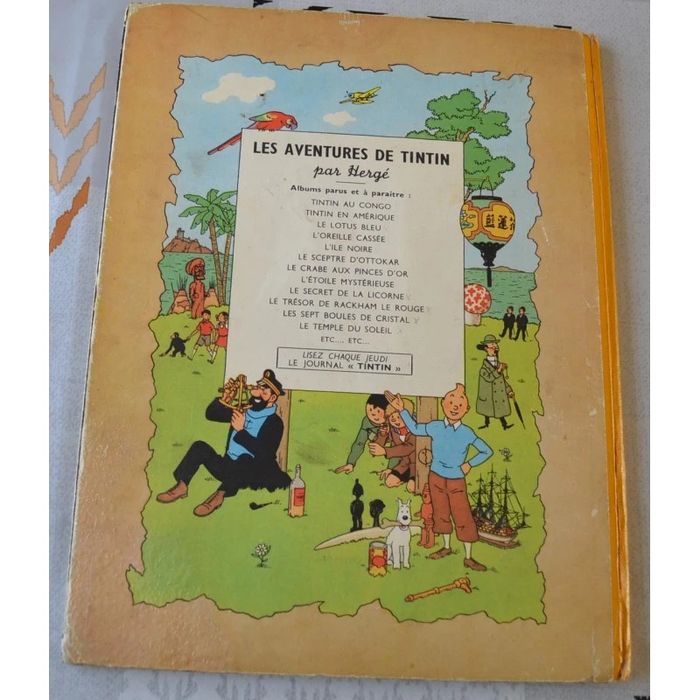 LES AVENTURES DE TINTIN
par Hergé
Albums parus et à paraître :
TINTIN AU CONGO
TINTIN EN AMÉRIQUE
LE LOTUS BLEU
L'OREILLE CASSÉE
L'ILE NOIRE
LE SCEPTRE D'OTTOKAR
LE CRABE AUX PINCES D'OR
L'ÉTOILE MYSTÉRIEUSE
LE SECRET DE LA LICORNE
LE TRÉSOR DE RACKHAM LE ROUGE
LES SEPT BOULES DE CRISTAL
LE TEMPLE DU SOLEIL
ETC.... ETC...
LISEZ CHAQUE JEUDI
LE JOURNAL « TINTIN »